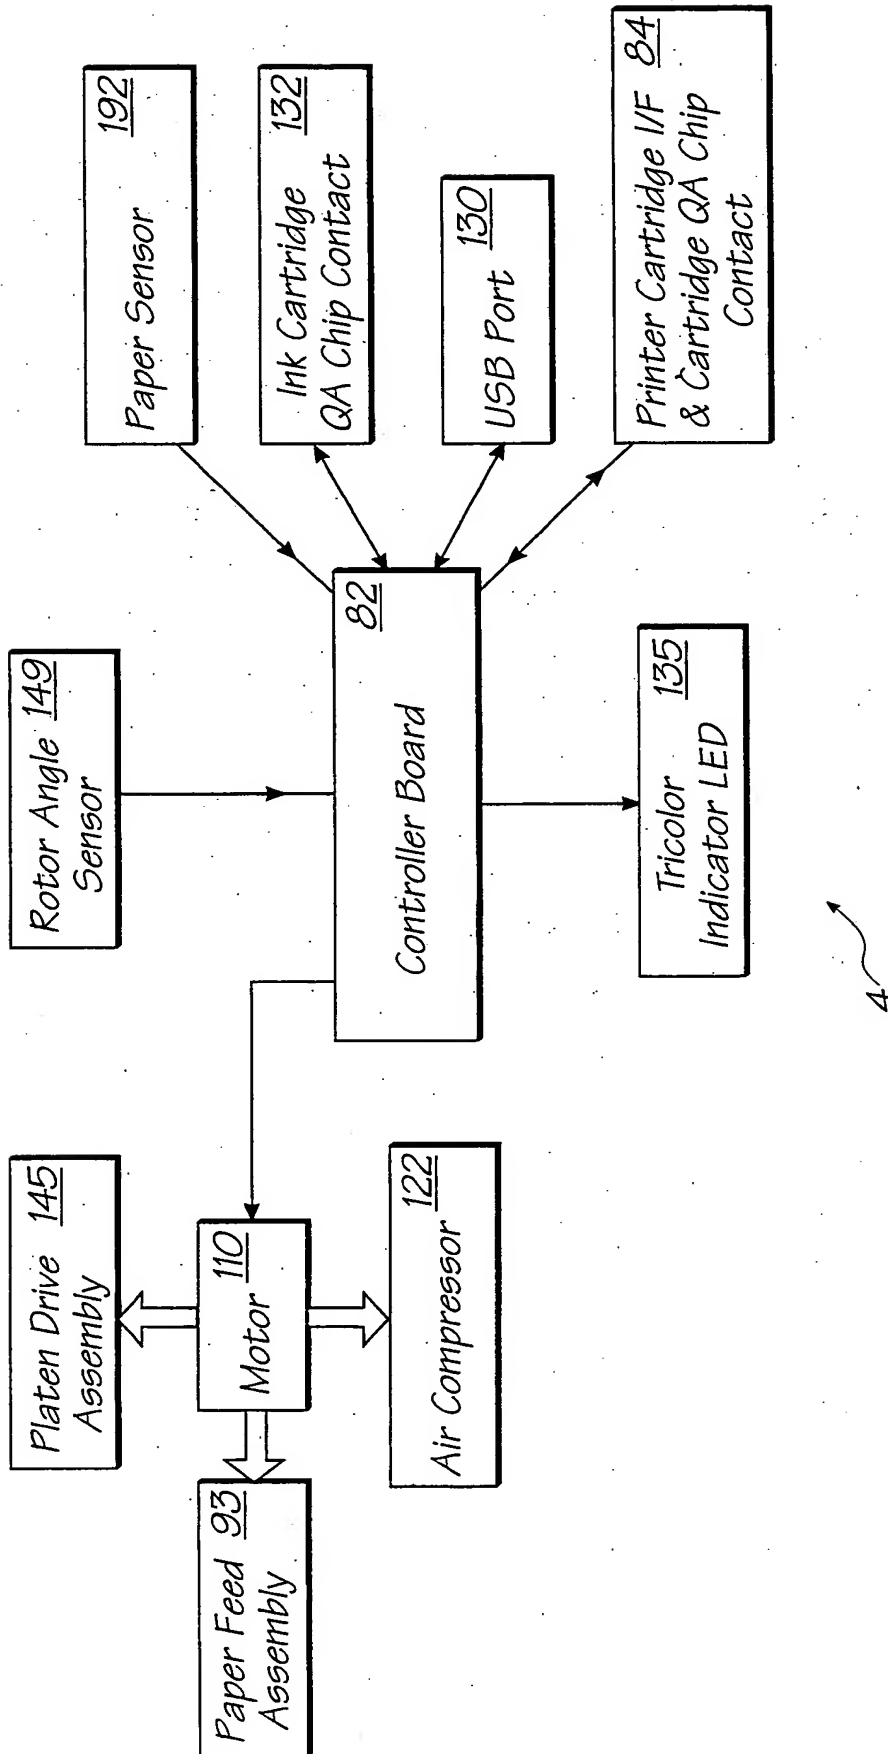 Platen Drive 145
Assembly
Rotor Angle 149
Sensor
Paper Sensor
192
Paper Feed 93
Assembly
110
Motor
Ink Cartridge
132
QA Chip Contact
82
Controller Board
122
Air Compressor
USB Port
130
Tricolor
135
Indicator LED
Printer Cartridge I/F 84
& Cartridge QA Chip
Contact
4